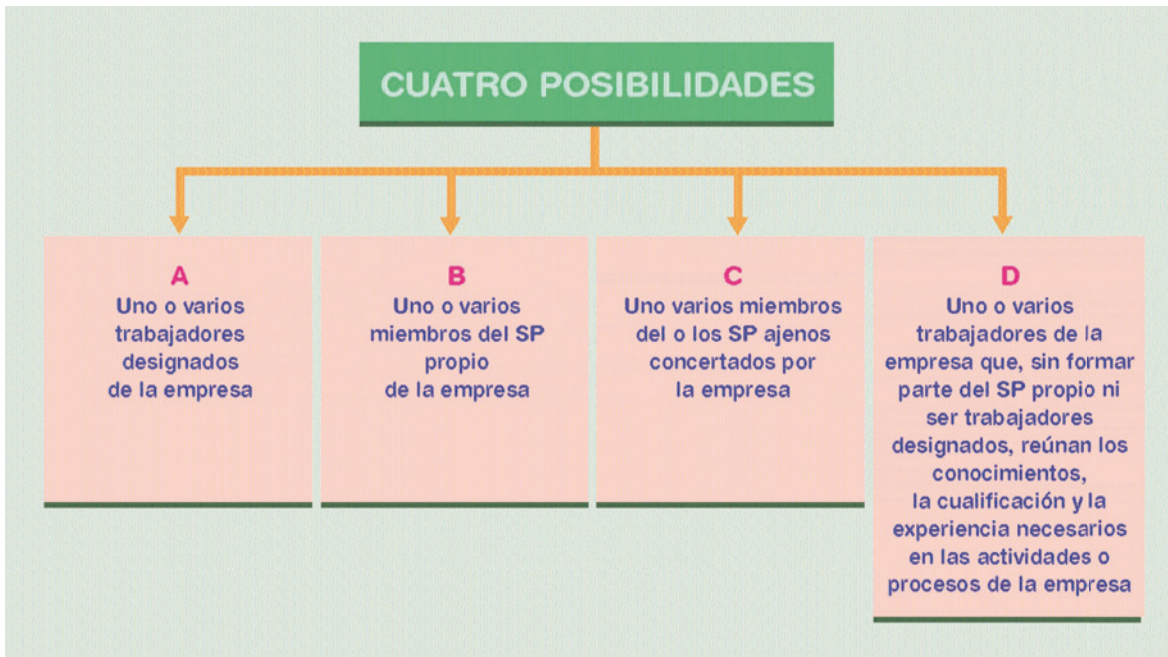 CUATRO POSIBILIDADES
A
Uno o varios
trabajadores
designados
de la empresa
B
Uno o varios
miembros del SP
propio
de la empresa
C
Uno varios miembros
del o los SP ajenos
concertados por
la empresa
D
Uno o varios
trabajadores de la
empresa que, sin formar
parte del SP propio ni
ser trabajadores
designados, reúnan los
conocimientos,
la cualificación y la
experiencia necesarios
en las actividades o
procesos de la empresa